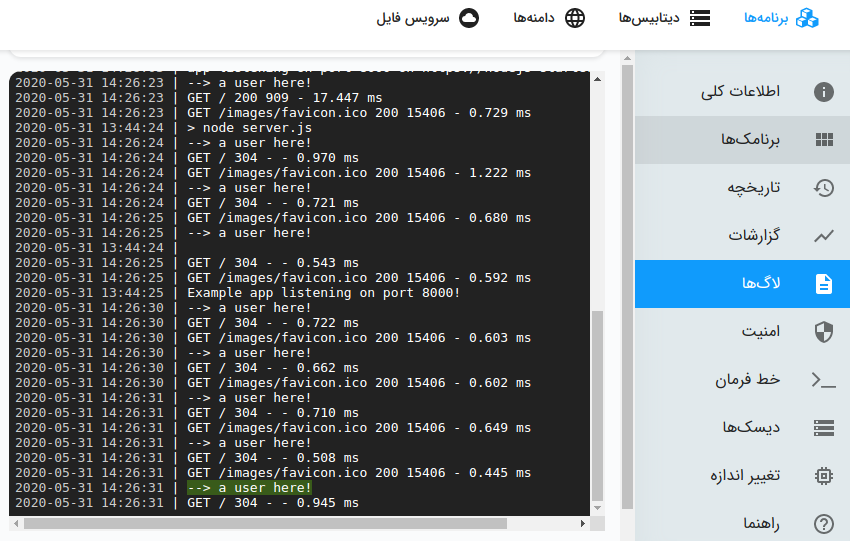 برنامه‌ها
دیتابیس‌ها
دامنه‌ها
سرویس فایل
اطلاعات کلی
برنامک‌ها
تاریخچه
گزارشات
لاگ‌ها
امنیت
خط فرمان
دیسک‌ها
تغییر اندازه
راهنما
2020-05-31 14:26:23 | --> a user here!
2020-05-31 14:26:23 | GET / 200 909 - 17.447 ms
2020-05-31 14:26:23 | GET /images/favicon.ico 200 15406 - 0.729 ms
2020-05-31 13:44:24 | > node server.js
2020-05-31 14:26:24 | --> a user here!
2020-05-31 14:26:24 | GET / 304 - - 0.970 ms
2020-05-31 14:26:24 | GET /images/favicon.ico 200 15406 - 1.222 ms
2020-05-31 14:26:24 | --> a user here!
2020-05-31 14:26:24 | GET / 304 - - 0.721 ms
2020-05-31 14:26:25 | GET /images/favicon.ico 200 15406 - 0.680 ms
2020-05-31 14:26:25 | --> a user here!
2020-05-31 13:44:24 |
2020-05-31 14:26:25 | GET / 304 - - 0.543 ms
2020-05-31 14:26:25 | GET /images/favicon.ico 200 15406 - 0.592 ms
2020-05-31 13:44:25 | Example app listening on port 8000!
2020-05-31 14:26:30 | --> a user here!
2020-05-31 14:26:30 | GET / 304 - - 0.722 ms
2020-05-31 14:26:30 | GET /images/favicon.ico 200 15406 - 0.603 ms
2020-05-31 14:26:30 | --> a user here!
2020-05-31 14:26:30 | GET / 304 - - 0.662 ms
2020-05-31 14:26:30 | GET /images/favicon.ico 200 15406 - 0.602 ms
2020-05-31 14:26:31 | --> a user here!
2020-05-31 14:26:31 | GET / 304 - - 0.710 ms
2020-05-31 14:26:31 | GET /images/favicon.ico 200 15406 - 0.649 ms
2020-05-31 14:26:31 | --> a user here!
2020-05-31 14:26:31 | GET / 304 - - 0.508 ms
2020-05-31 14:26:31 | GET /images/favicon.ico 200 15406 - 0.445 ms
2020-05-31 14:26:31 | --> a user here!
2020-05-31 14:26:31 | GET / 304 - - 0.945 ms